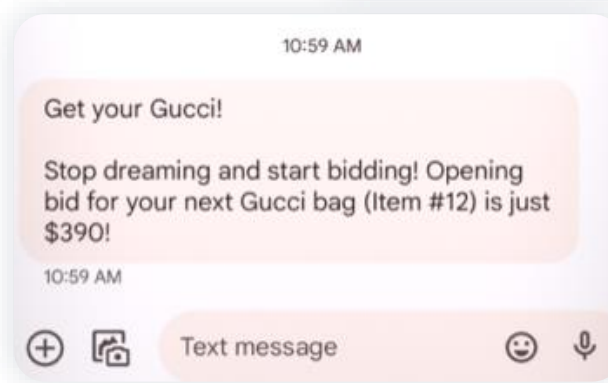 10:59 AM
Get your Gucci!
Stop dreaming and start bidding! Opening
bid for your next Gucci bag (Item #12) is just
$390!
10:59 AM
Text message